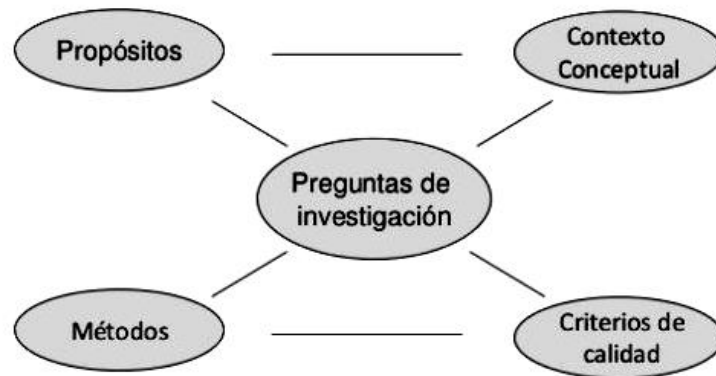 Propósitos
Contexto
Conceptual
Preguntas de
investigación
Métodos
Criterios de
calidad